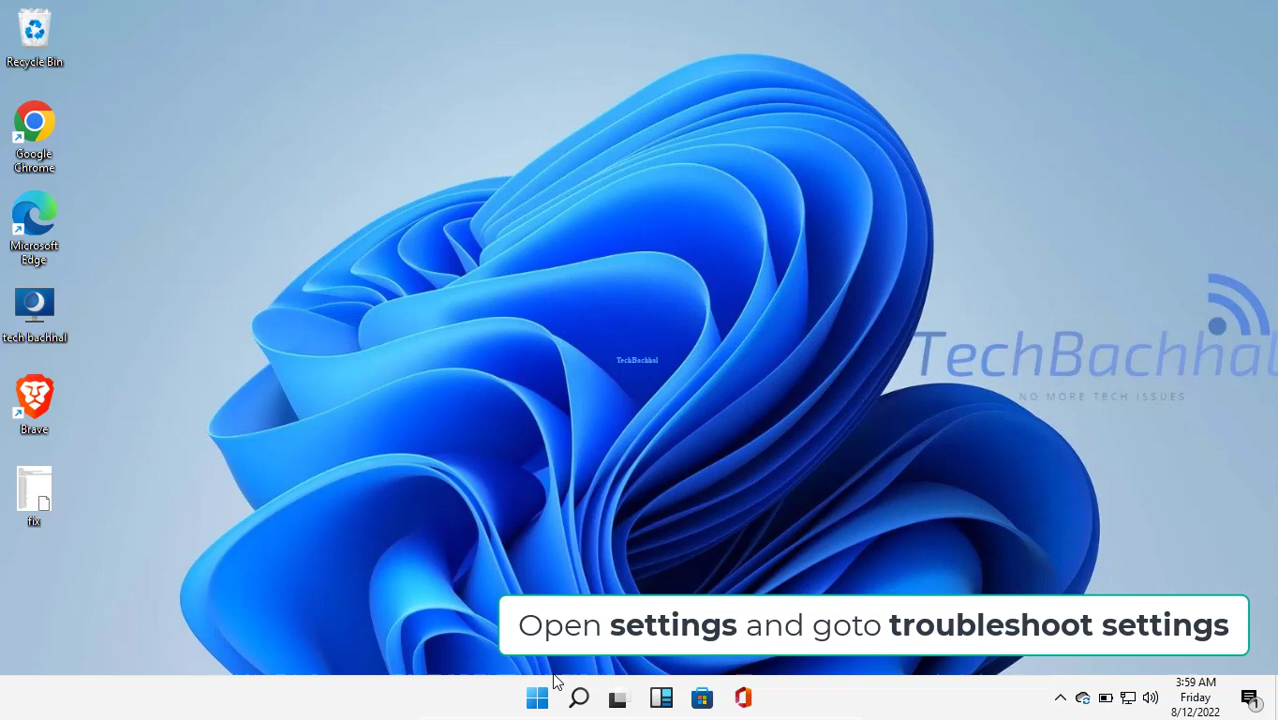 Recycle Bin
Google
Chrome
Microsoft
Edge
tech bachhal
Brave
fix
TechBachhal
TechBachhal
NO MORE TECH ISSUES
Open settings and goto troubleshoot settings
3:59 AM
Friday
8/12/2022
1